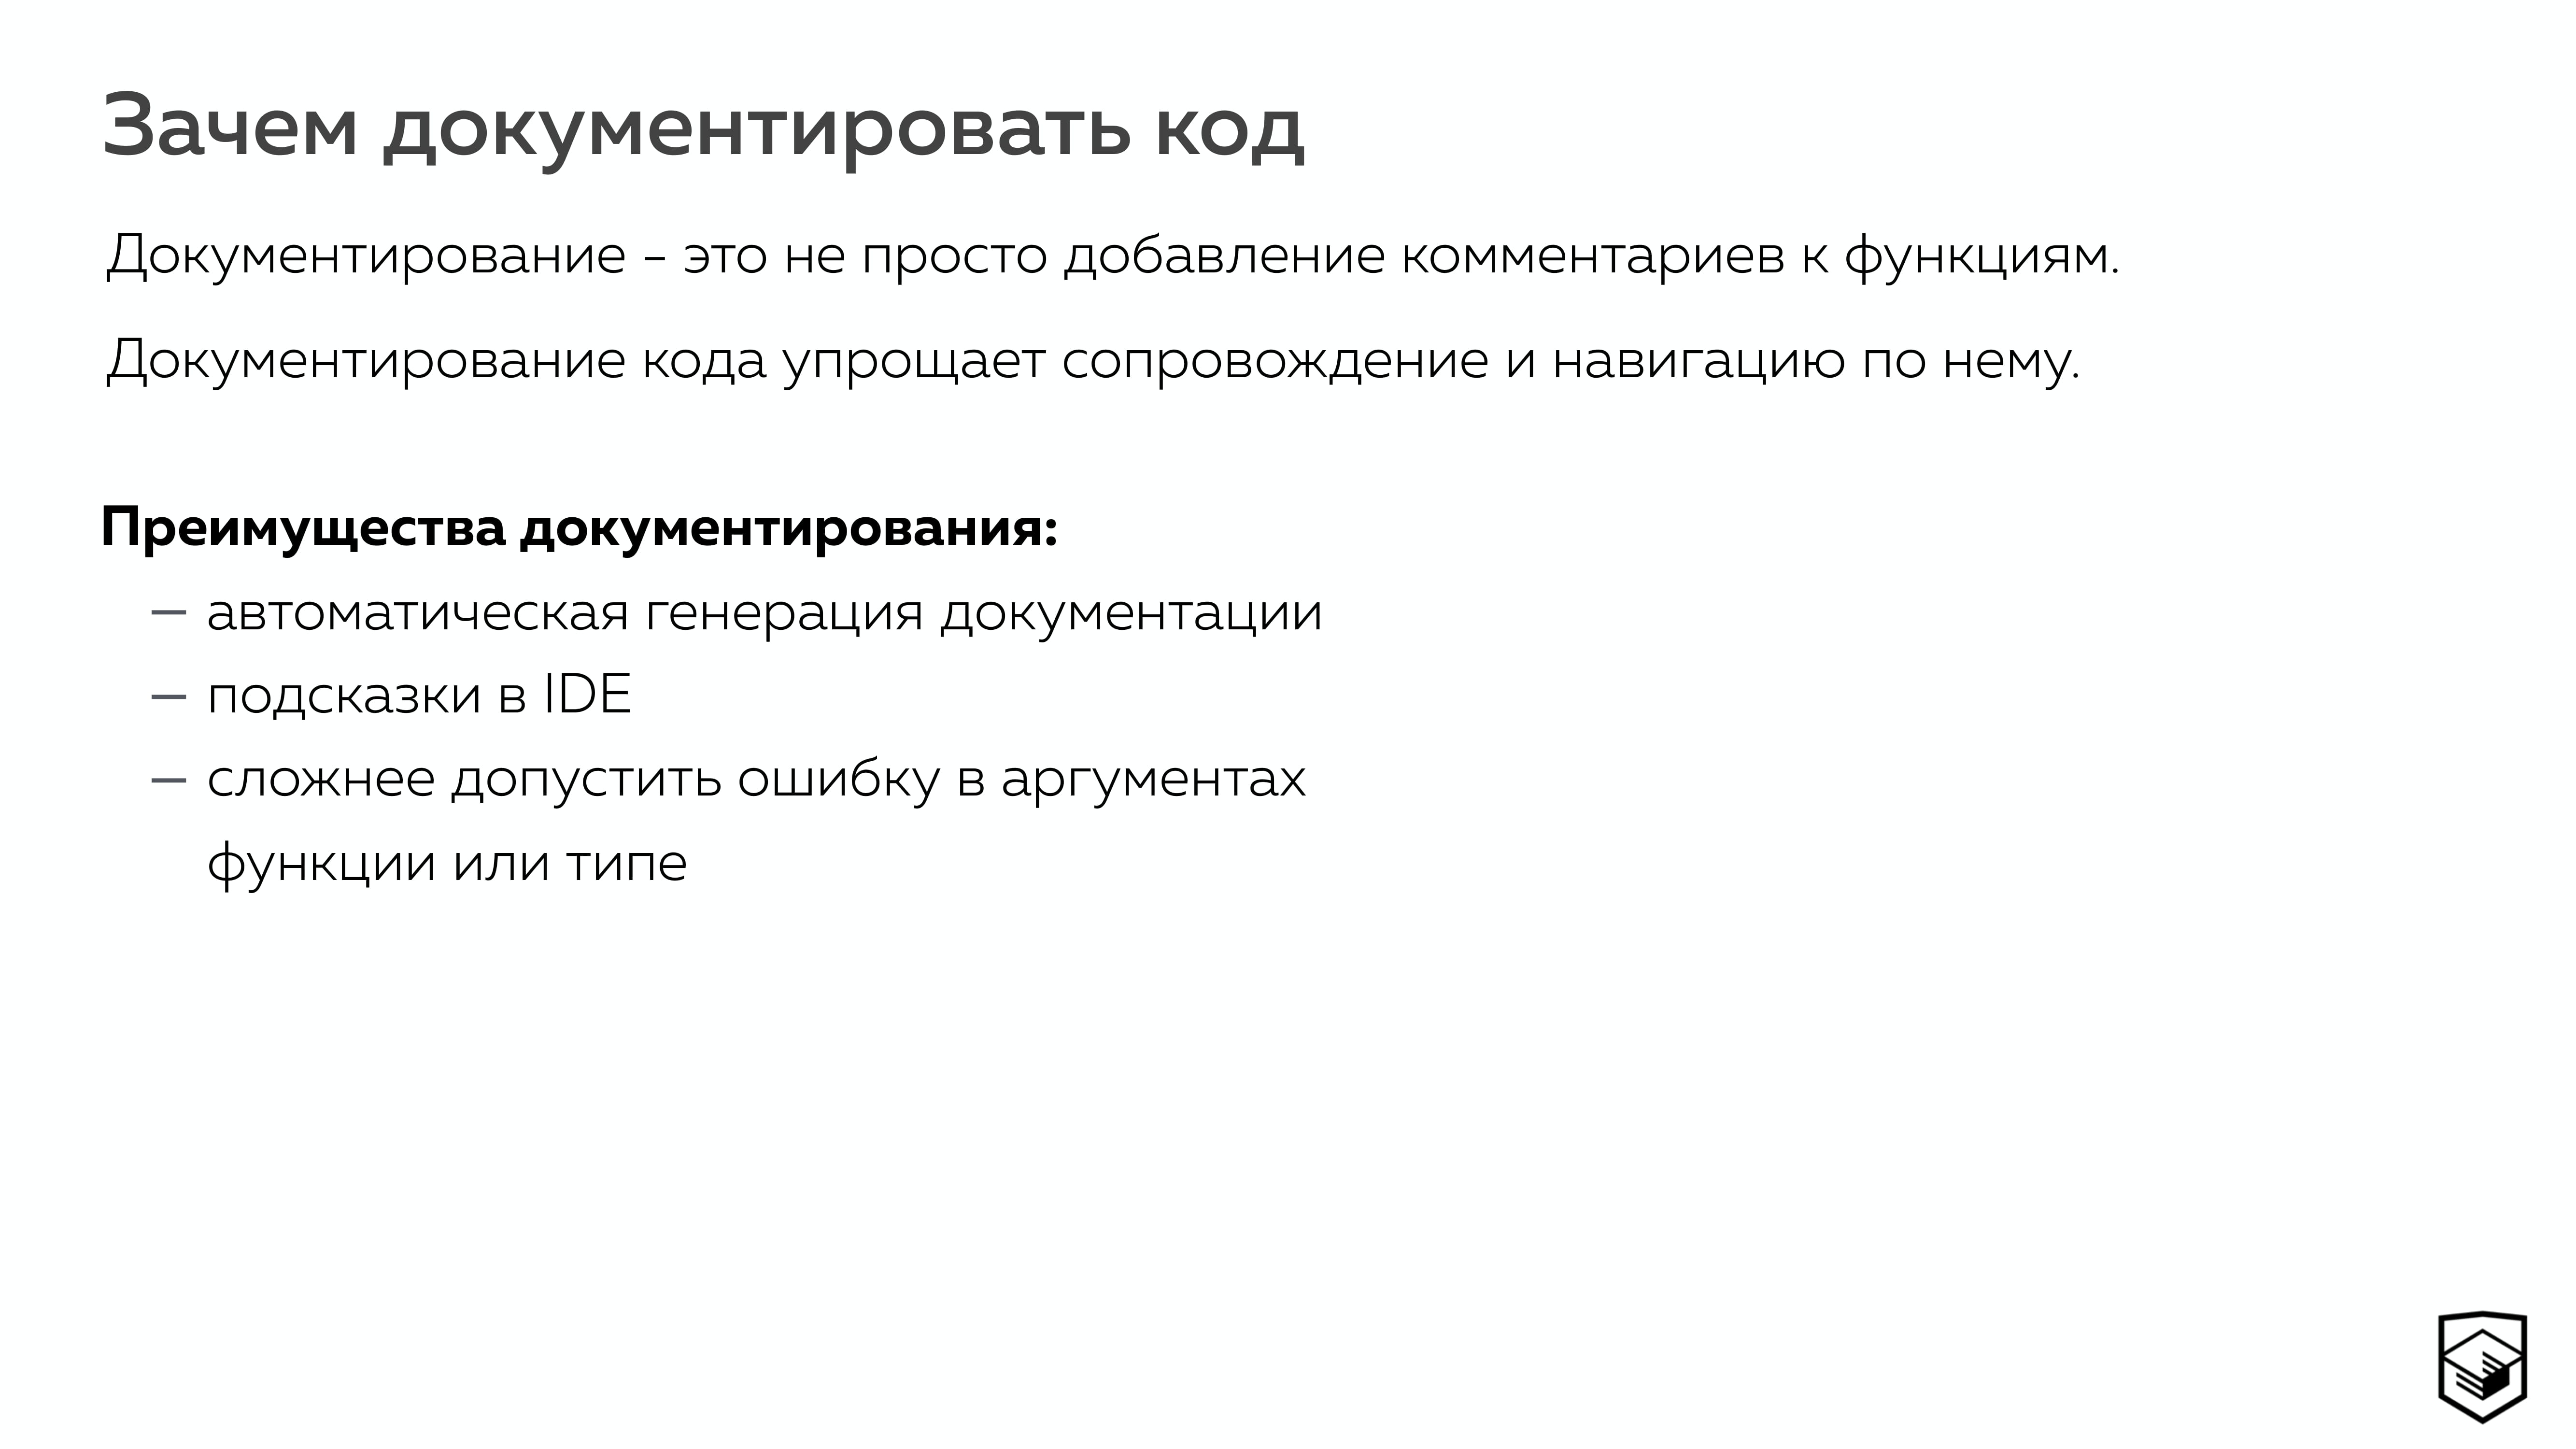 Зачем документировать код
Документирование - это не просто добавление комментариев к функциям.
Документирование кода упрощает сопровождение и навигацию по нему.
Преимущества документирования:
— автоматическая генерация документации
— подсказки в IDE
— сложнее допустить ошибку в аргументах
функции или типе